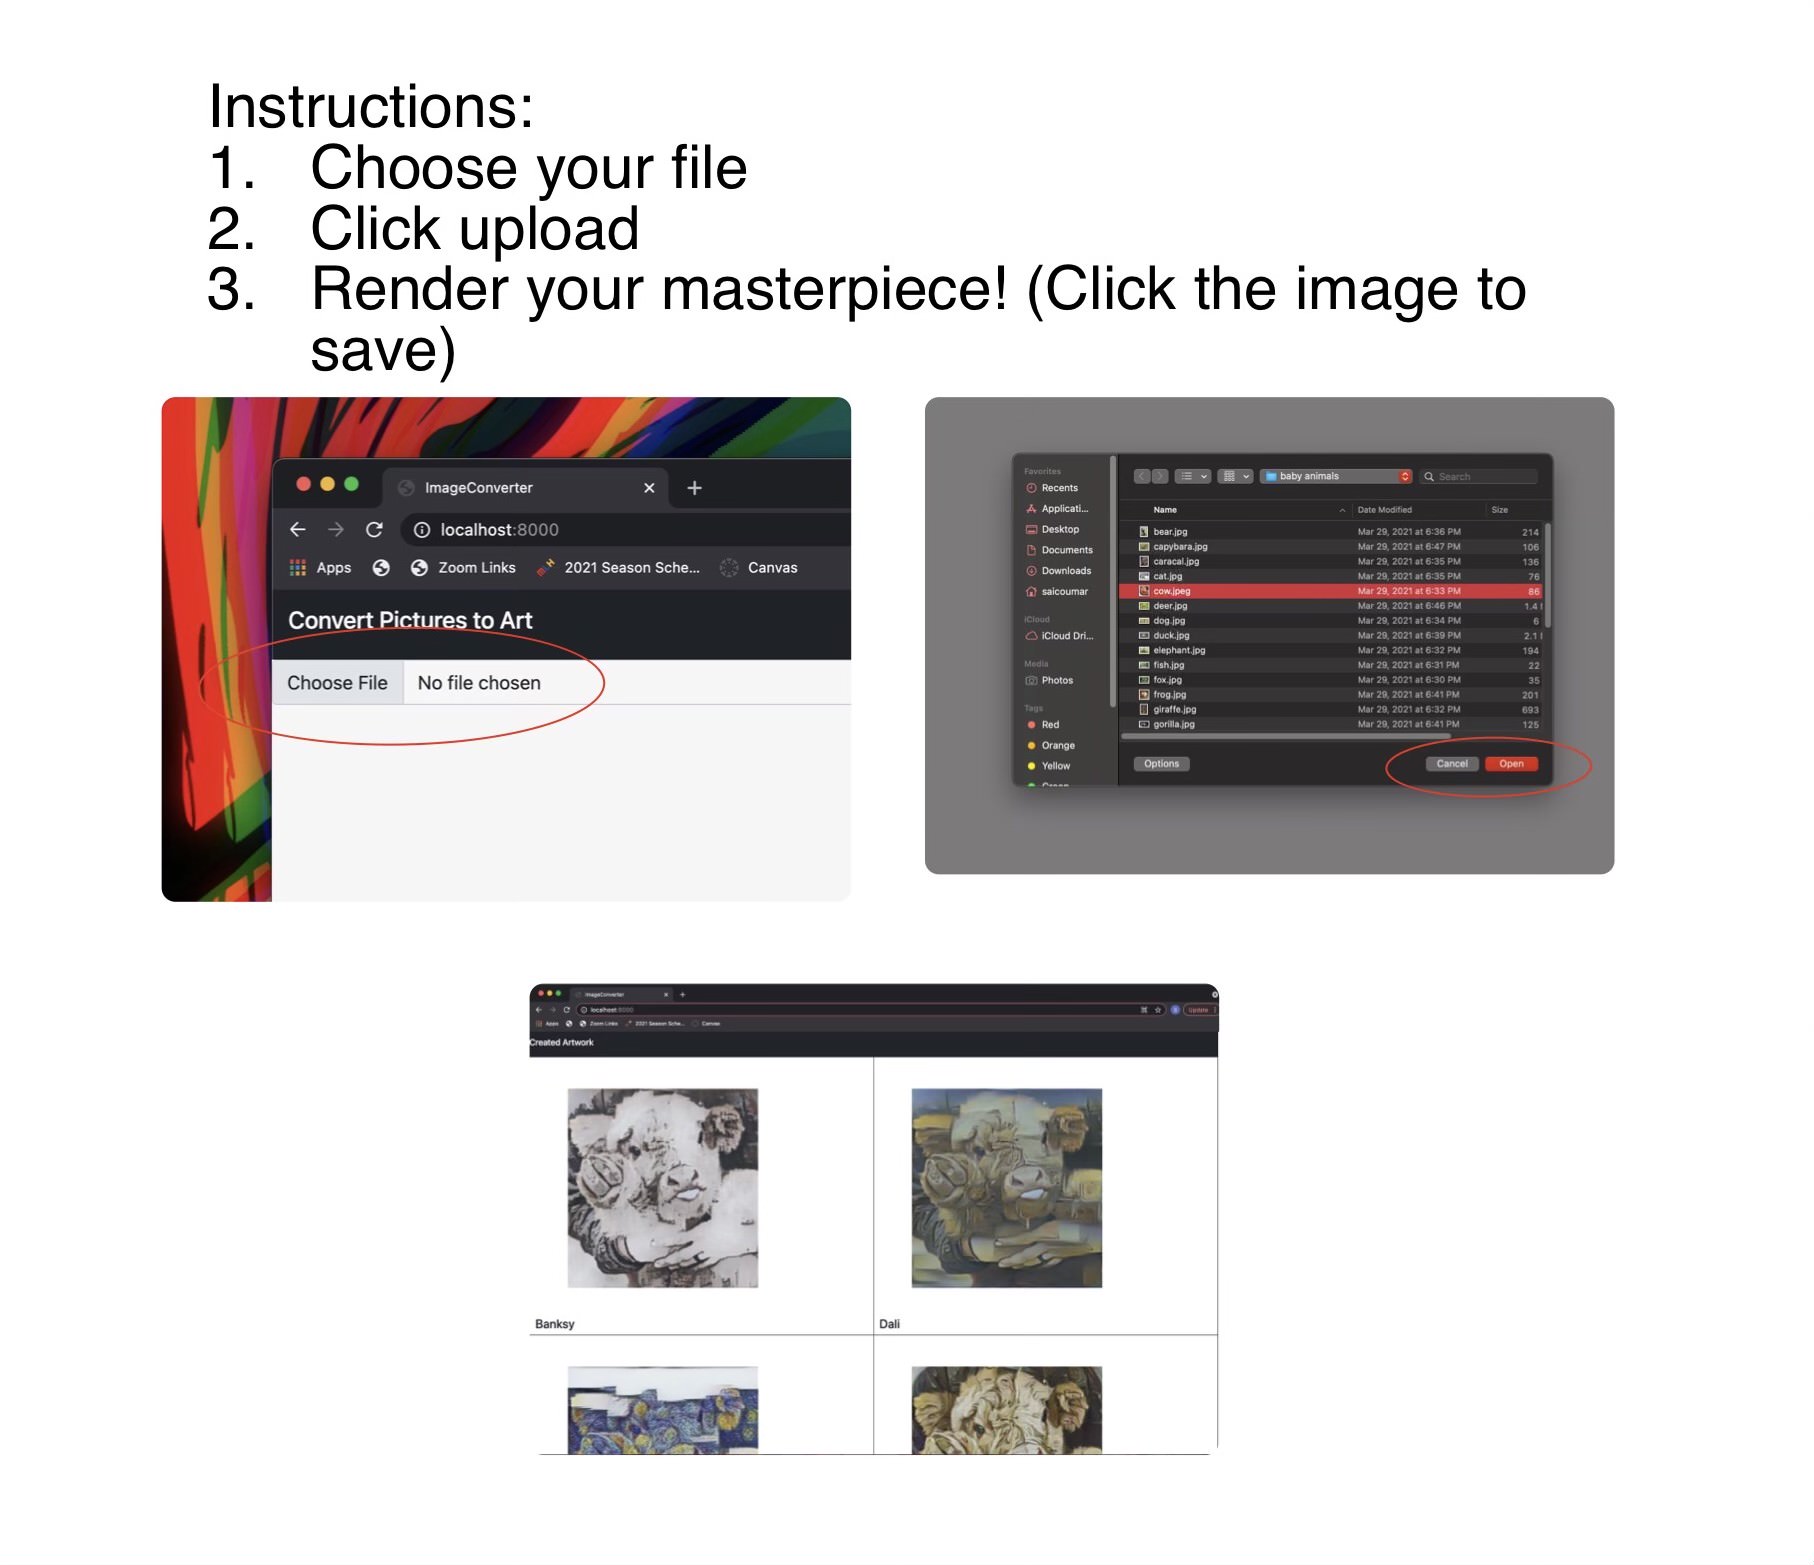 Instructions:
1. Choose your file
2. Click upload
3. Render your masterpiece! (Click the image to
save)
ImageConverter
localhost:8000
Apps Zoom Links 2021 Season Sche... Canvas
Convert Pictures to Art
Choose File No file chosen
Favorites
Recents
Applicati...
Desktop
Documents
Downloads
saicoumar
iCloud
iCloud Dri...
Media
Photos
Tags
Red
Orange
Yellow
Green
baby animals Search
Name Date Modified Size
bear.jpg Mar 29, 2021 at 6:36 PM 214
capybara.jpg Mar 29, 2021 at 6:47 PM 106
caracal.jpg Mar 29, 2021 at 6:35 PM 136
cat.jpg Mar 29, 2021 at 6:35 PM 76
cow.jpeg Mar 29, 2021 at 6:33 PM 86
deer.jpg Mar 29, 2021 at 6:46 PM 1.4
dog.jpg Mar 29, 2021 at 6:34 PM 6
duck.jpg Mar 29, 2021 at 6:39 PM 2.1
elephant.jpg Mar 29, 2021 at 6:32 PM 194
fish.jpg Mar 29, 2021 at 6:31 PM 22
fox.jpg Mar 29, 2021 at 6:30 PM 35
frog.jpg Mar 29, 2021 at 6:41 PM 201
giraffe.jpg Mar 29, 2021 at 6:32 PM 693
gorilla.jpg Mar 29, 2021 at 6:41 PM 125
Options Cancel Open
ImageConverter
localhost:8000 Update
Apps Zoom Links 2021 Season Sche... Canvas
Created Artwork
Banksy Dali